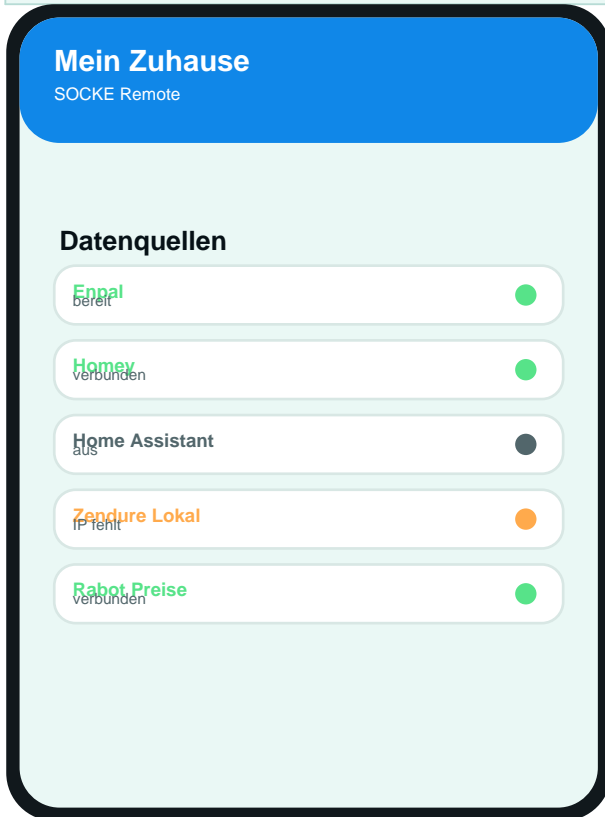 Mein Zuhause
SOCKE Remote
Datenquellen
Enpal
bereit
Homey
verbunden
Home Assistant
aus
Zendure Lokal
IP fehlt
Rabot Preise
verbunden